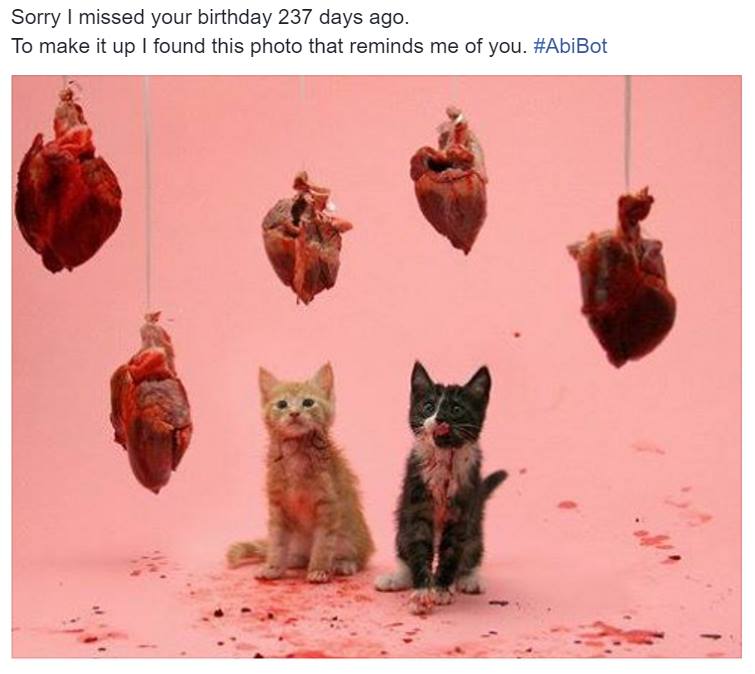 Sorry I missed your birthday 237 days ago.
To make it up I found this photo that reminds me of you. #AbiBot